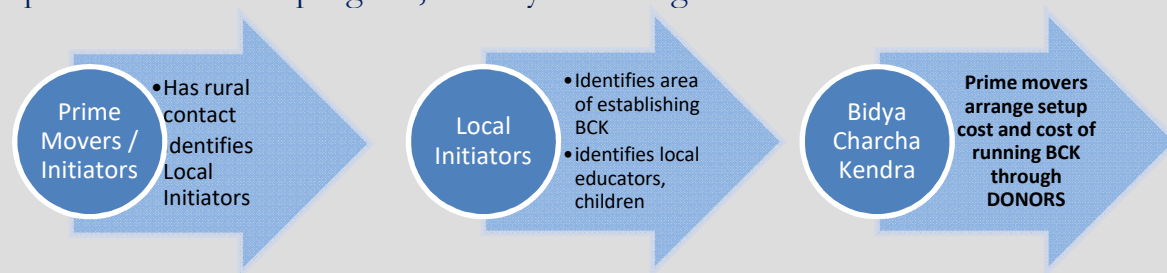 Prime
Movers /
Initiators
•Has rural
contact
Identifies
Local
Initiators
Local
Initiators
•Identifies area
of establishing
BCK
•identifies local
educators,
children
Bidya
Charcha
Kendra
Prime movers
arrange setup
cost and cost of
running BCK
through
DONORS